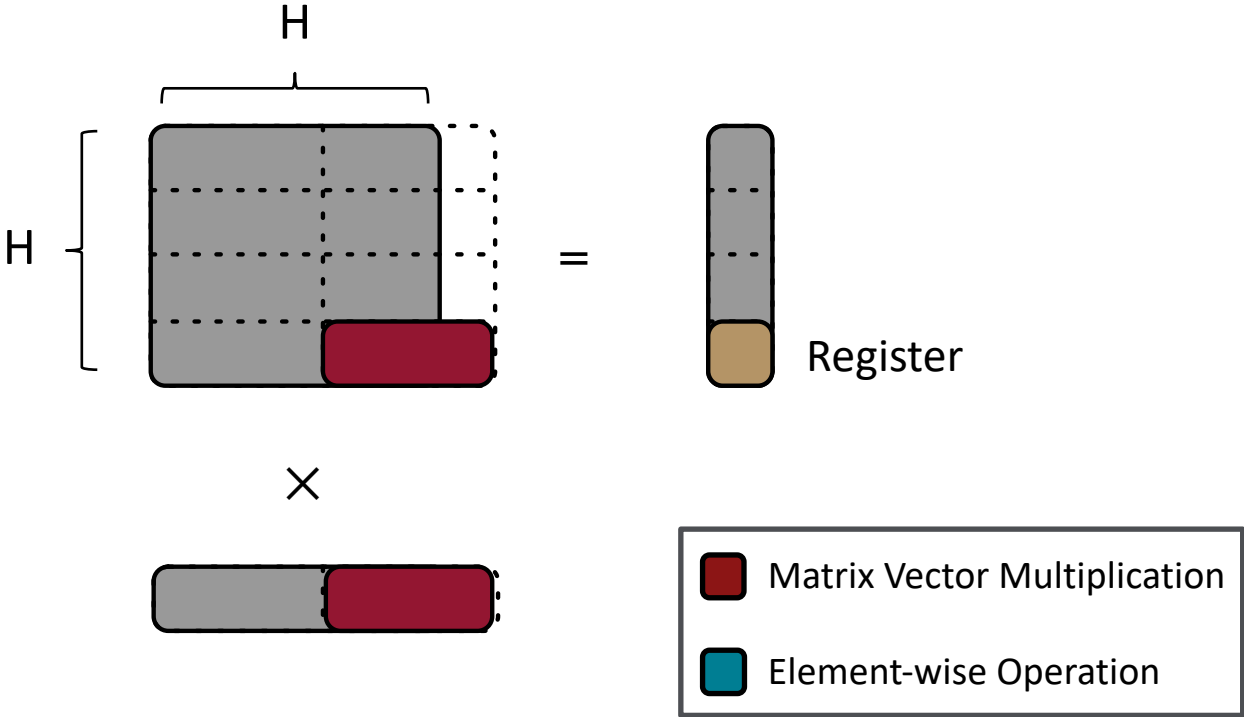 H
H
=
Register
×
Matrix Vector Multiplication
Element-wise Operation